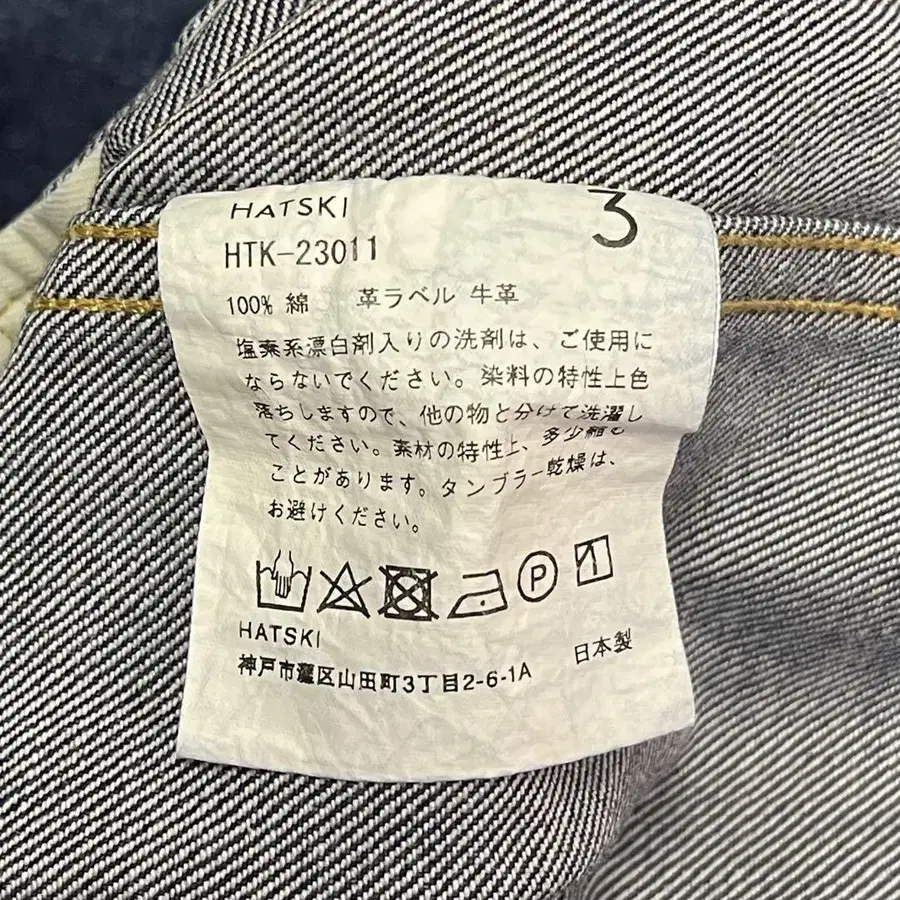 HATSKI
3
HTK-23011
100% 綿 革ラベル 牛革
塩素系漂白剤入りの洗剤は、ご使用に
ならないでください。染料の特性上色
落ちしますので、他の物と分けて洗濯し
てください。素材の特性上、多少縮む
ことがあります。タンブラー乾燥は、
お避けください。
P
HATSKI
日本製
神戸市灘区山田町3丁目2-6-1A